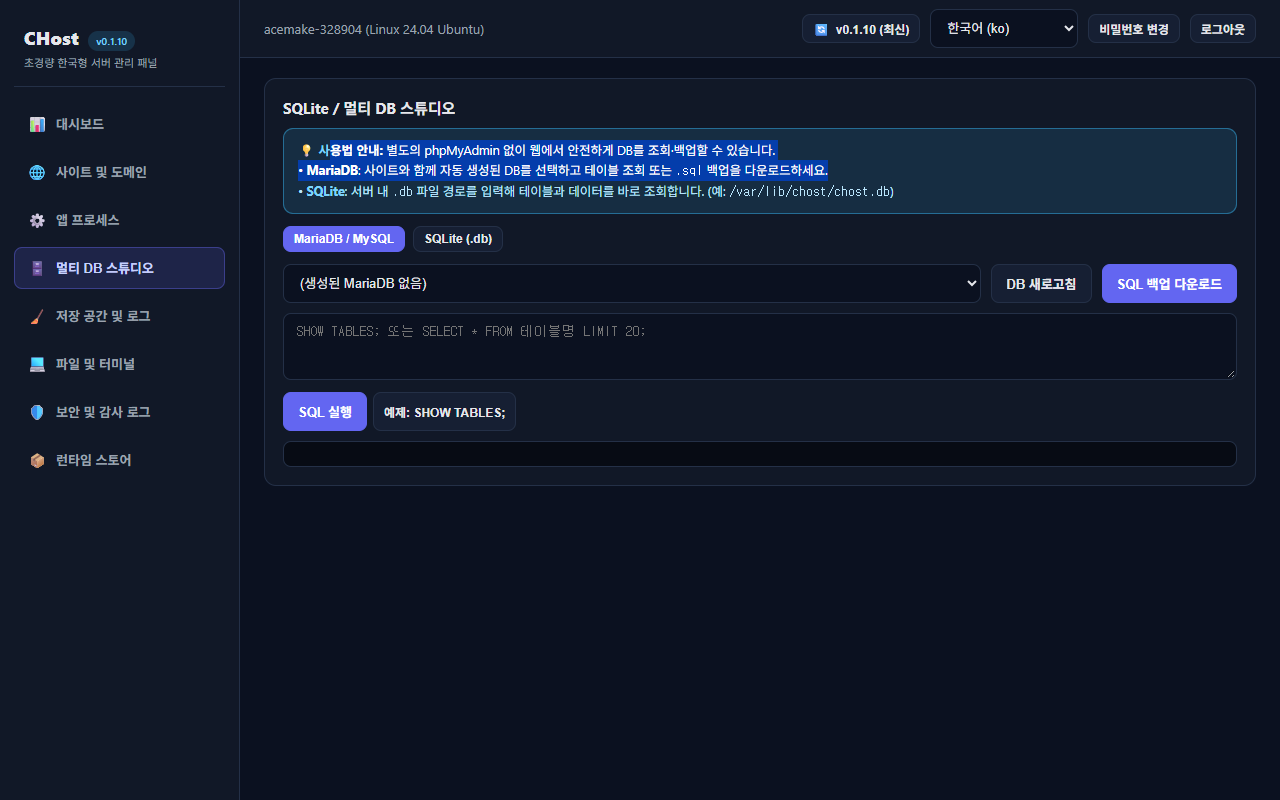 CHost v0.1.10
초경량 한국형 서버 관리 패널
대시보드
사이트 및 도메인
앱 프로세스
멀티 DB 스튜디오
저장 공간 및 로그
파일 및 터미널
보안 및 감사 로그
런타임 스토어
acemake-328904 (Linux 24.04 Ubuntu)
v0.1.10 (최신)
한국어 (ko)
비밀번호 변경
로그아웃
SQLite / 멀티 DB 스튜디오
사용법 안내: 별도의 phpMyAdmin 없이 웹에서 안전하게 DB를 조회·백업할 수 있습니다.
• MariaDB: 사이트와 함께 자동 생성된 DB를 선택하고 테이블 조회 또는 .sql 백업을 다운로드하세요.
• SQLite: 서버 내 .db 파일 경로를 입력해 테이블과 데이터를 바로 조회합니다. (예: /var/lib/chost/chost.db)
MariaDB / MySQL
SQLite (.db)
(생성된 MariaDB 없음)
DB 새로고침
SQL 백업 다운로드
SHOW TABLES; 또는 SELECT * FROM 테이블명 LIMIT 20;
SQL 실행
예제: SHOW TABLES;